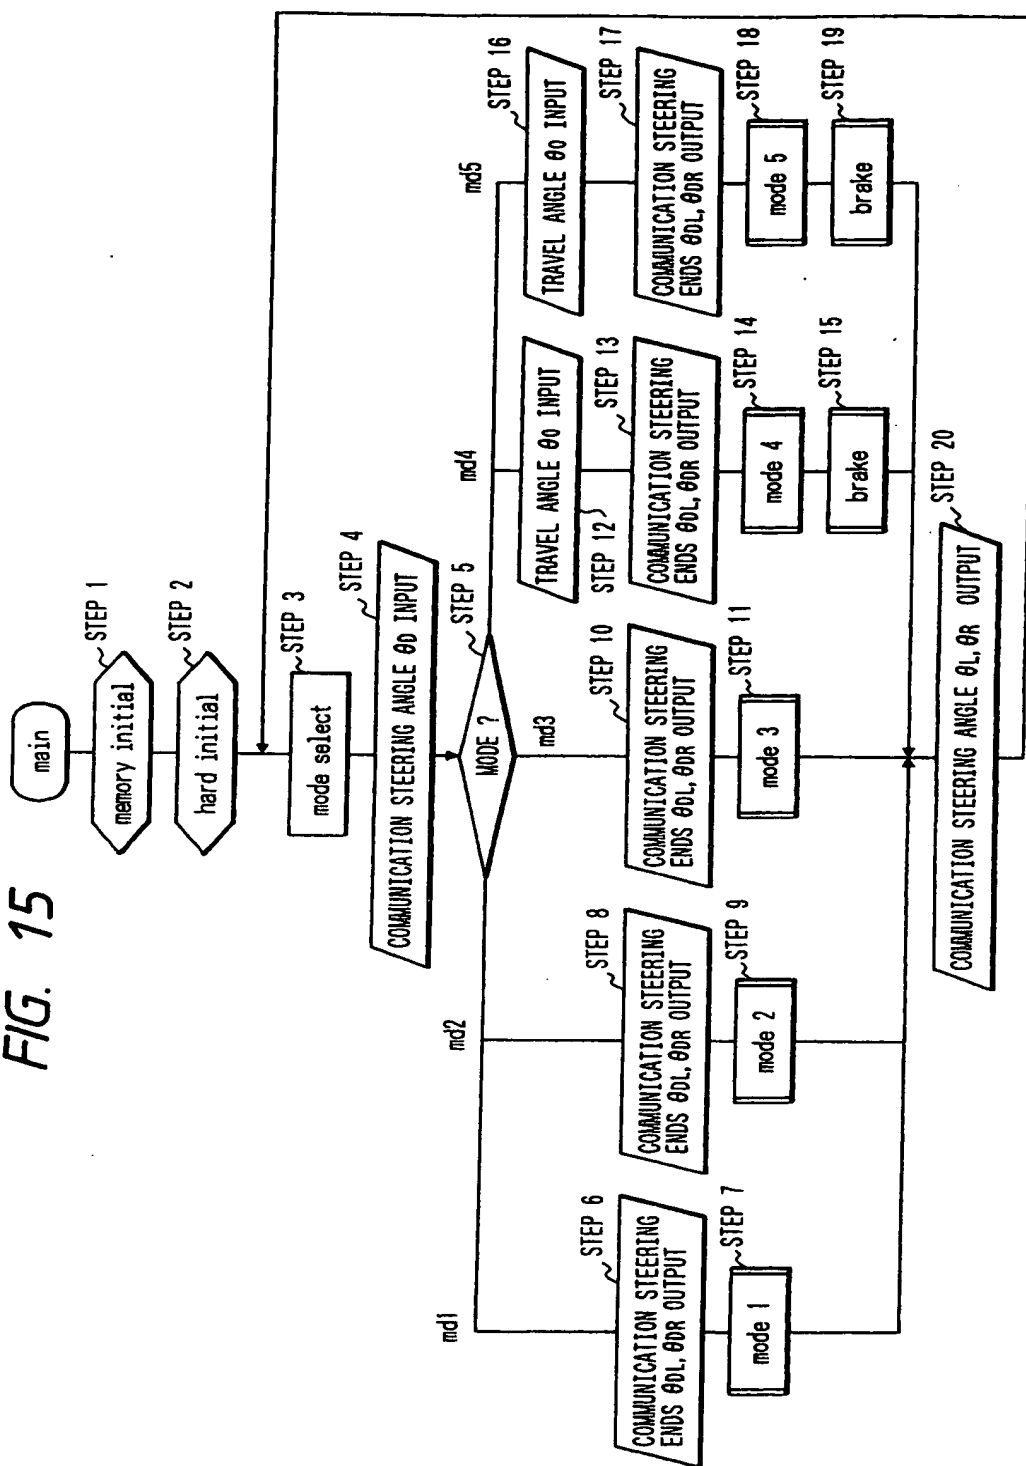 FIG. 15
main
memory initial
STEP 1
hard initial
STEP 2
mode select
STEP 3
COMMUNICATION STEERING ANGLE θD INPUT
STEP 4
MODE ?
STEP 5
md1
md2
md3
md4
md5
COMMUNICATION STEERING
ENDS θDL, θDR OUTPUT
STEP 6
mode 1
STEP 7
COMMUNICATION STEERING
ENDS θDL, θDR OUTPUT
STEP 8
mode 2
STEP 9
COMMUNICATION STEERING
ENDS θDL, θDR OUTPUT
STEP 10
mode 3
STEP 11
TRAVEL ANGLE θ0 INPUT
STEP 12
COMMUNICATION STEERING
ENDS θDL, θDR OUTPUT
STEP 13
mode 4
STEP 14
brake
STEP 15
TRAVEL ANGLE θ0 INPUT
STEP 16
COMMUNICATION STEERING
ENDS θDL, θDR OUTPUT
STEP 17
mode 5
STEP 18
brake
STEP 19
COMMUNICATION STEERING ANGLE θL, θR OUTPUT
STEP 20